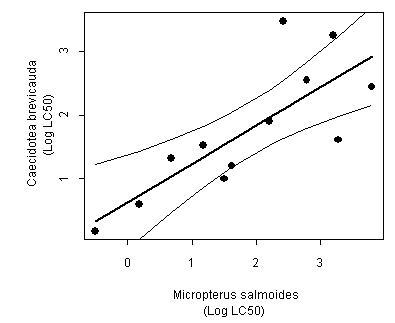 Caecidotea brevicauda
(Log LC50)
3
2
1
0 1 2 3
Micropterus salmoides
(Log LC50)